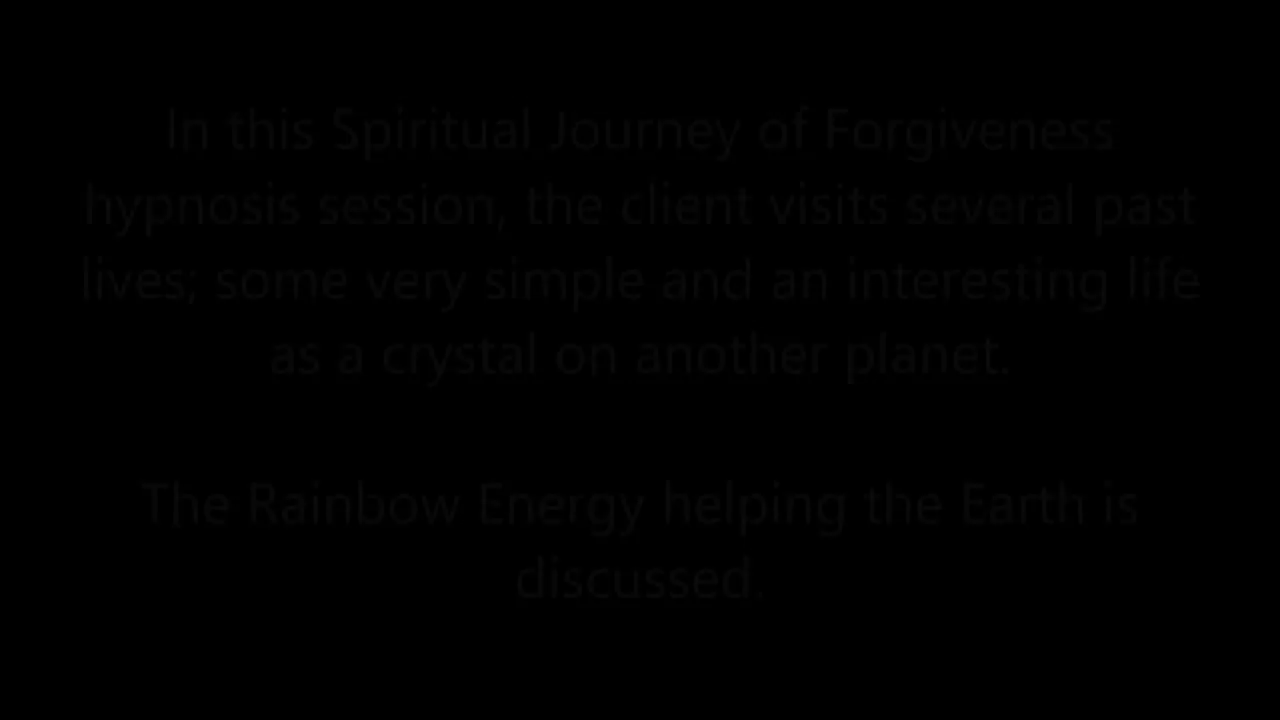 In this Spiritual Journey of Forgiveness
hypnosis session, the client visits several past
lives; some very simple and an interesting life
as a crystal on another planet.
The Rainbow Energy helping the Earth is
discussed.